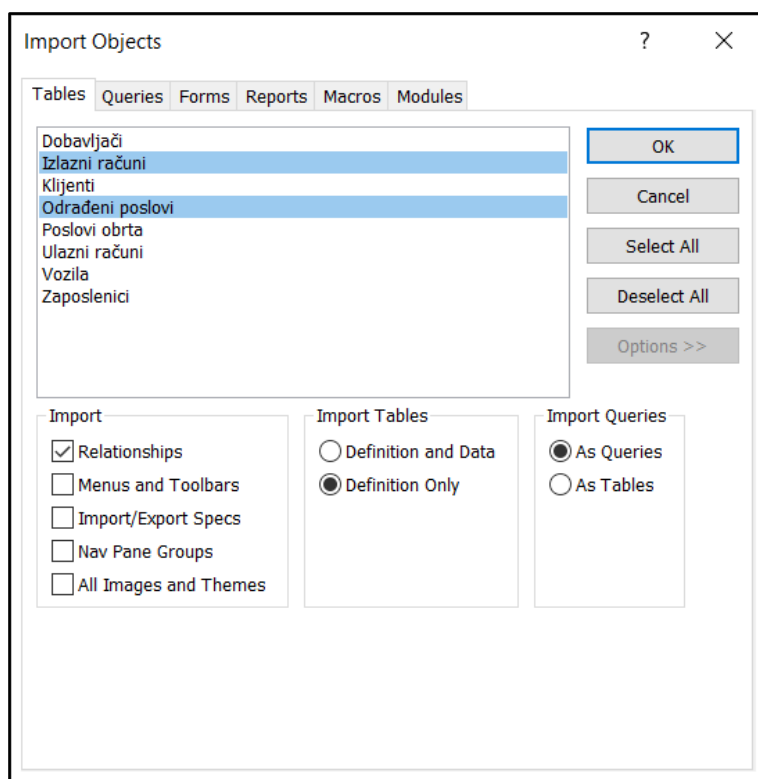 Import Objects
?
Tables Queries Forms Reports Macros Modules
Dobavljači
Izlazni računi
Klijenti
Odrađeni poslovi
Poslovi obrta
Ulazni računi
Vozila
Zaposlenici
OK
Cancel
Select All
Deselect All
Options >>
Import
Relationships
Menus and Toolbars
Import/Export Specs
Nav Pane Groups
All Images and Themes
Import Tables
Definition and Data
Definition Only
Import Queries
As Queries
As Tables